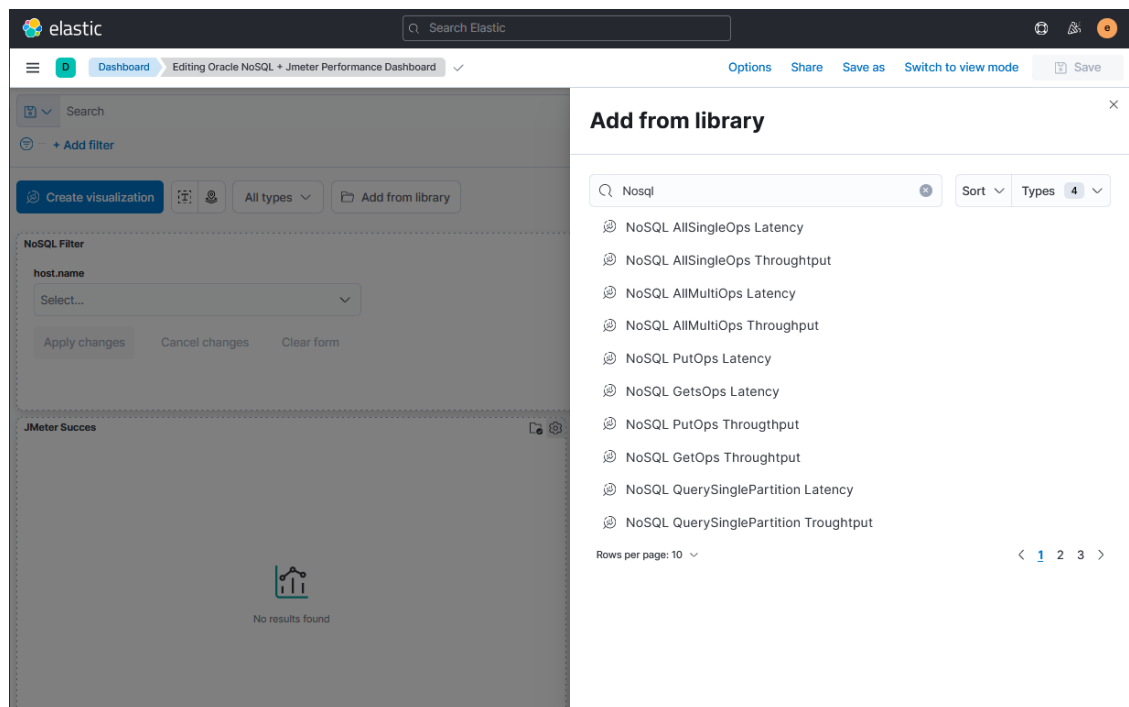 elastic
Search Elastic
e
D
Dashboard
Editing Oracle NoSQL + Jmeter Performance Dashboard
Options
Share
Save as
Switch to view mode
Save
Search
+ Add filter
Create visualization
All types
Add from library
NoSQL Filter
host.name
Select...
Apply changes
Cancel changes
Clear form
JMeter Succes
No results found
Add from library
Nosql
Sort
Types 4
NoSQL AllSingleOps Latency
NoSQL AllSingleOps Throughtput
NoSQL AllMultiOps Latency
NoSQL AllMultiOps Throughput
NoSQL PutOps Latency
NoSQL GetsOps Latency
NoSQL PutOps Througthput
NoSQL GetOps Throughtput
NoSQL QuerySinglePartition Latency
NoSQL QuerySinglePartition Troughtput
Rows per page: 10
1 2 3